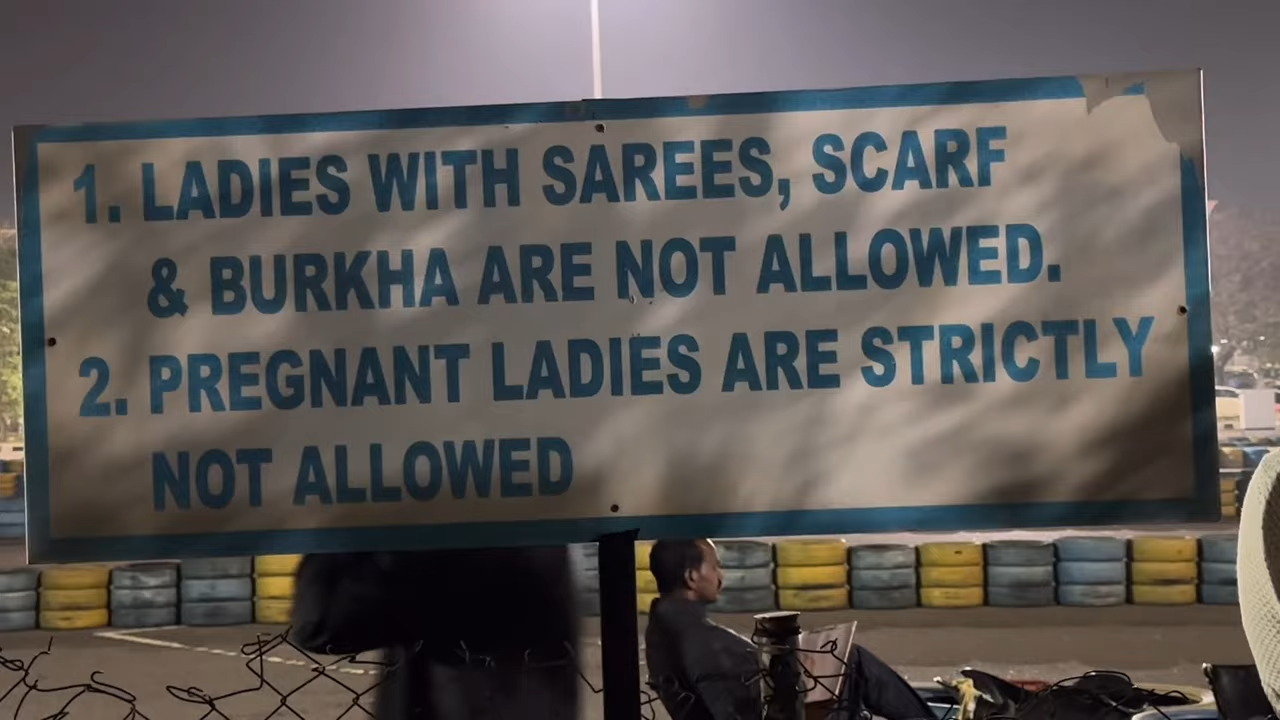 1. LADIES WITH SAREES, SCARF
& BURKHA ARE NOT ALLOWED.
2. PREGNANT LADIES ARE STRICTLY
NOT ALLOWED